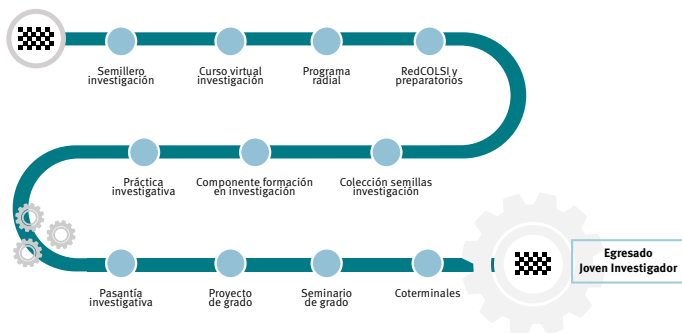 Semillero
investigación
Curso virtual
investigación
Programa
radial
RedCOLSI y
preparatorios
Práctica
investigativa
Componente formación
en investigación
Colección semillas
investigación
Pasantía
investigativa
Proyecto
de grado
Seminario
de grado
Coterminales
Egresado
Joven Investigador